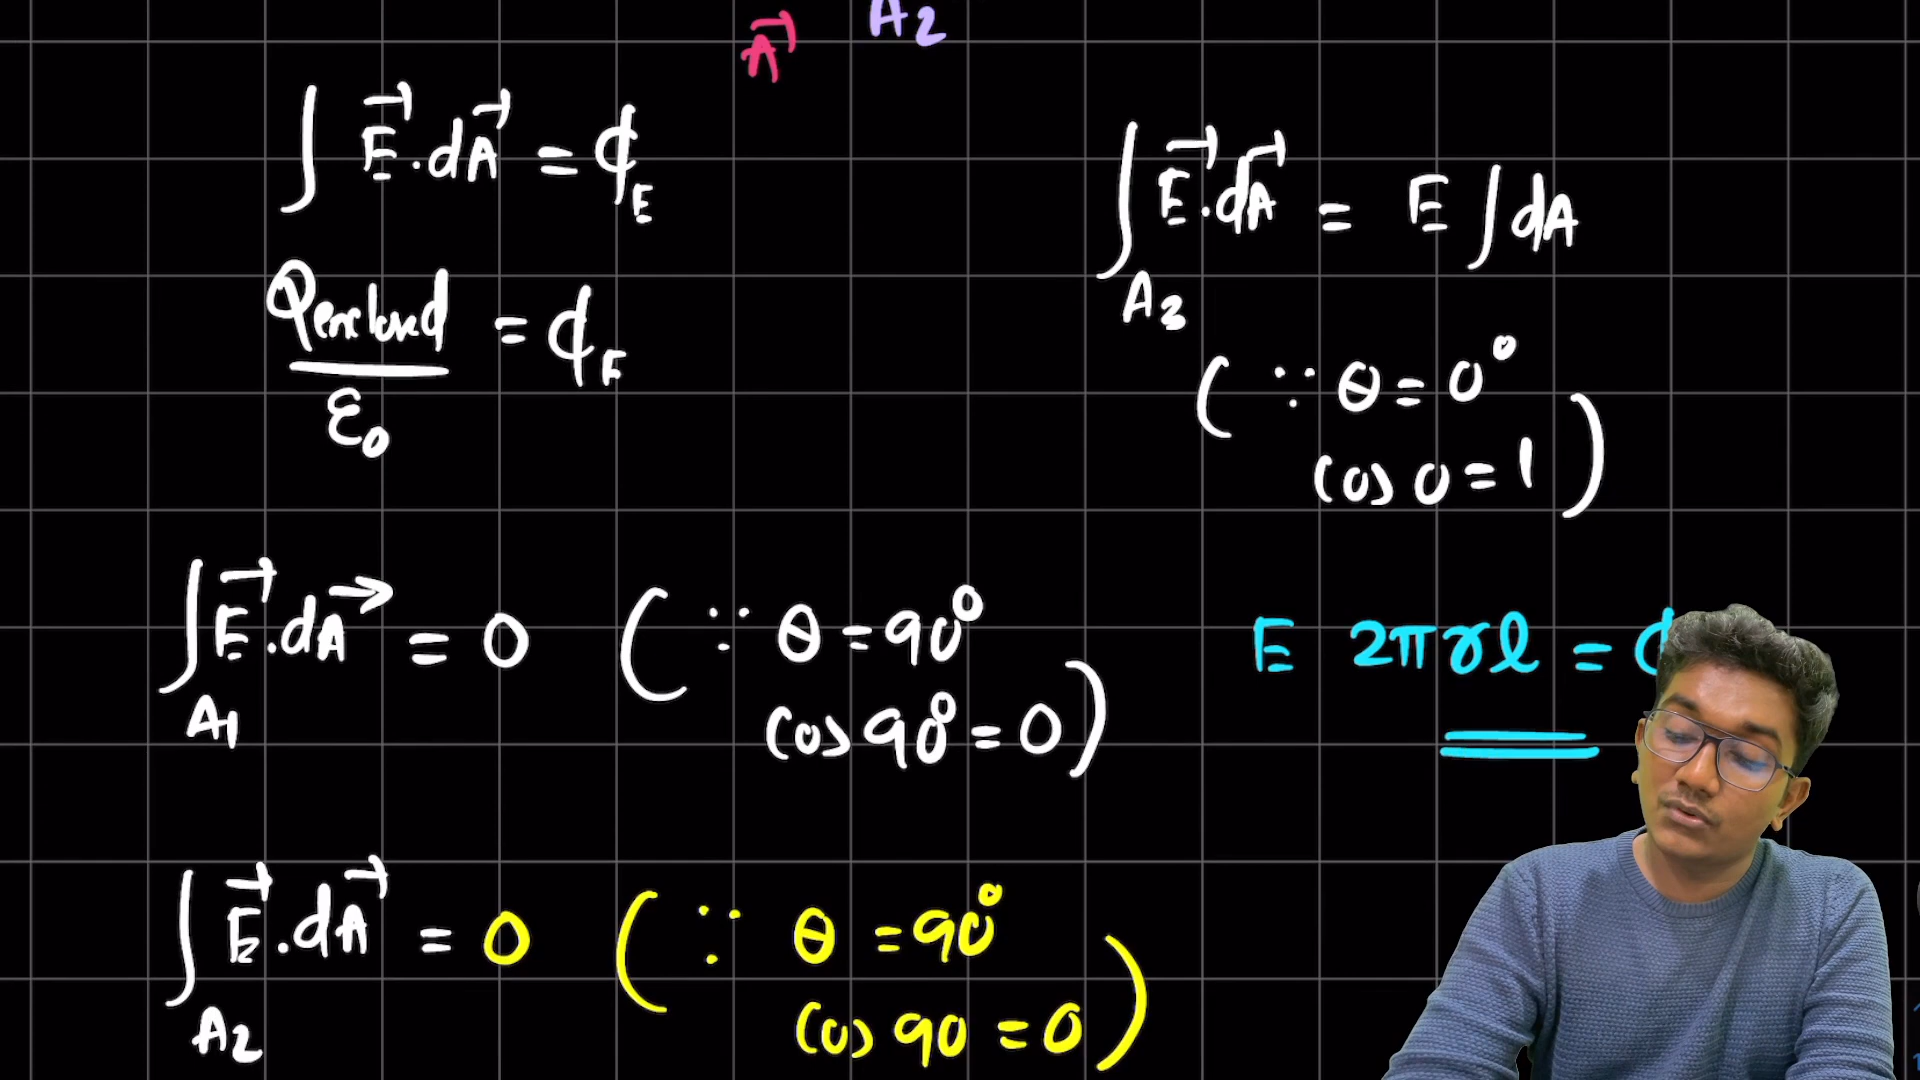 A⃗ A2
∫ E⃗.dA⃗ = ϕE
Qenclosed / ε0 = ϕE
∫A3 E⃗.dA⃗ = E ∫ dA
( ∵ θ = 0°
cos 0 = 1 )
∫A1 E⃗.dA⃗ = 0 ( ∵ θ = 90°
cos 90° = 0 )
E 2πrl =
∫A2 E⃗.dA⃗ = 0 ( ∵ θ = 90°
cos 90 = 0 )